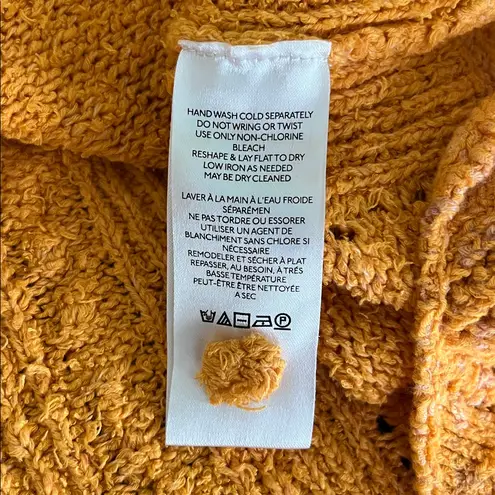 HAND WASH COLD SEPARATELY
DO NOT WRING OR TWIST
USE ONLY NON-CHLORINE
BLEACH
RESHAPE & LAY FLAT TO DRY
LOW IRON AS NEEDED
MAY BE DRY CLEANED
LAVER À LA MAIN À L'EAU FROIDE
SÉPARÉMEN
NE PAS TORDRE OU ESSORER
UTILISER UN AGENT DE
BLANCHIMENT SANS CHLORE SI
NÉCESSAIRE
REMODELER ET SÉCHER À PLAT
REPASSER, AU BESOIN, À TRÉS
BASSE TEMPÉRATURE
PEUT-ÊTRE ÊTRE NETTOYÉE
A SEC
P